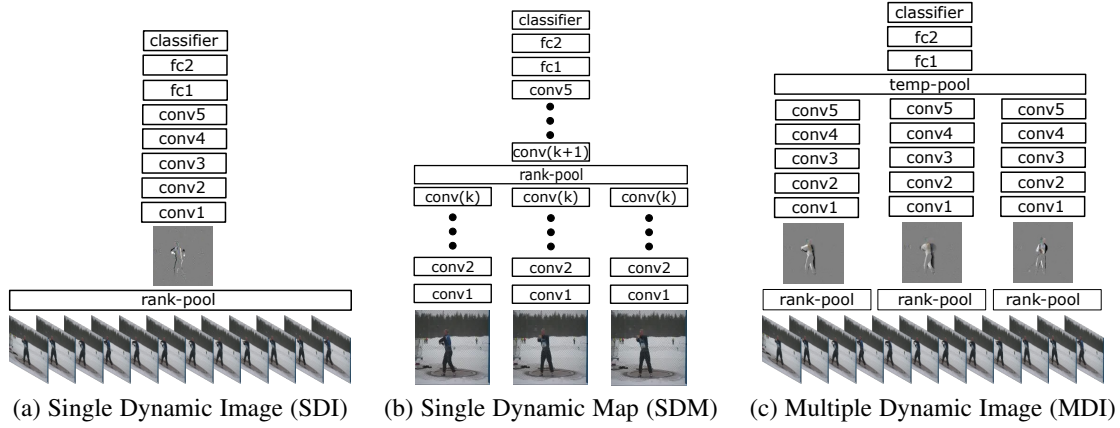 classifier
fc2
fc1
conv5
conv4
conv3
conv2
conv1
rank-pool
(a) Single Dynamic Image (SDI)
classifier
fc2
fc1
conv5
conv(k+1)
rank-pool
conv(k) conv(k) conv(k)
conv2 conv2 conv2
conv1 conv1 conv1
(b) Single Dynamic Map (SDM)
classifier
fc2
fc1
temp-pool
conv5 conv5 conv5
conv4 conv4 conv4
conv3 conv3 conv3
conv2 conv2 conv2
conv1 conv1 conv1
rank-pool rank-pool rank-pool
(c) Multiple Dynamic Image (MDI)